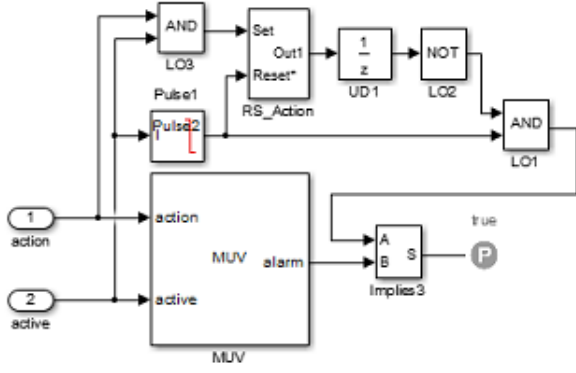 AND
LO3
Set
Out1
Reset*
RS_Action
1
z
UD1
NOT
LO2
AND
LO1
Pulse1
Pulse2
1
action
2
active
action
active
MUV
alarm
MUV
A
B
S
Implies3
true
P